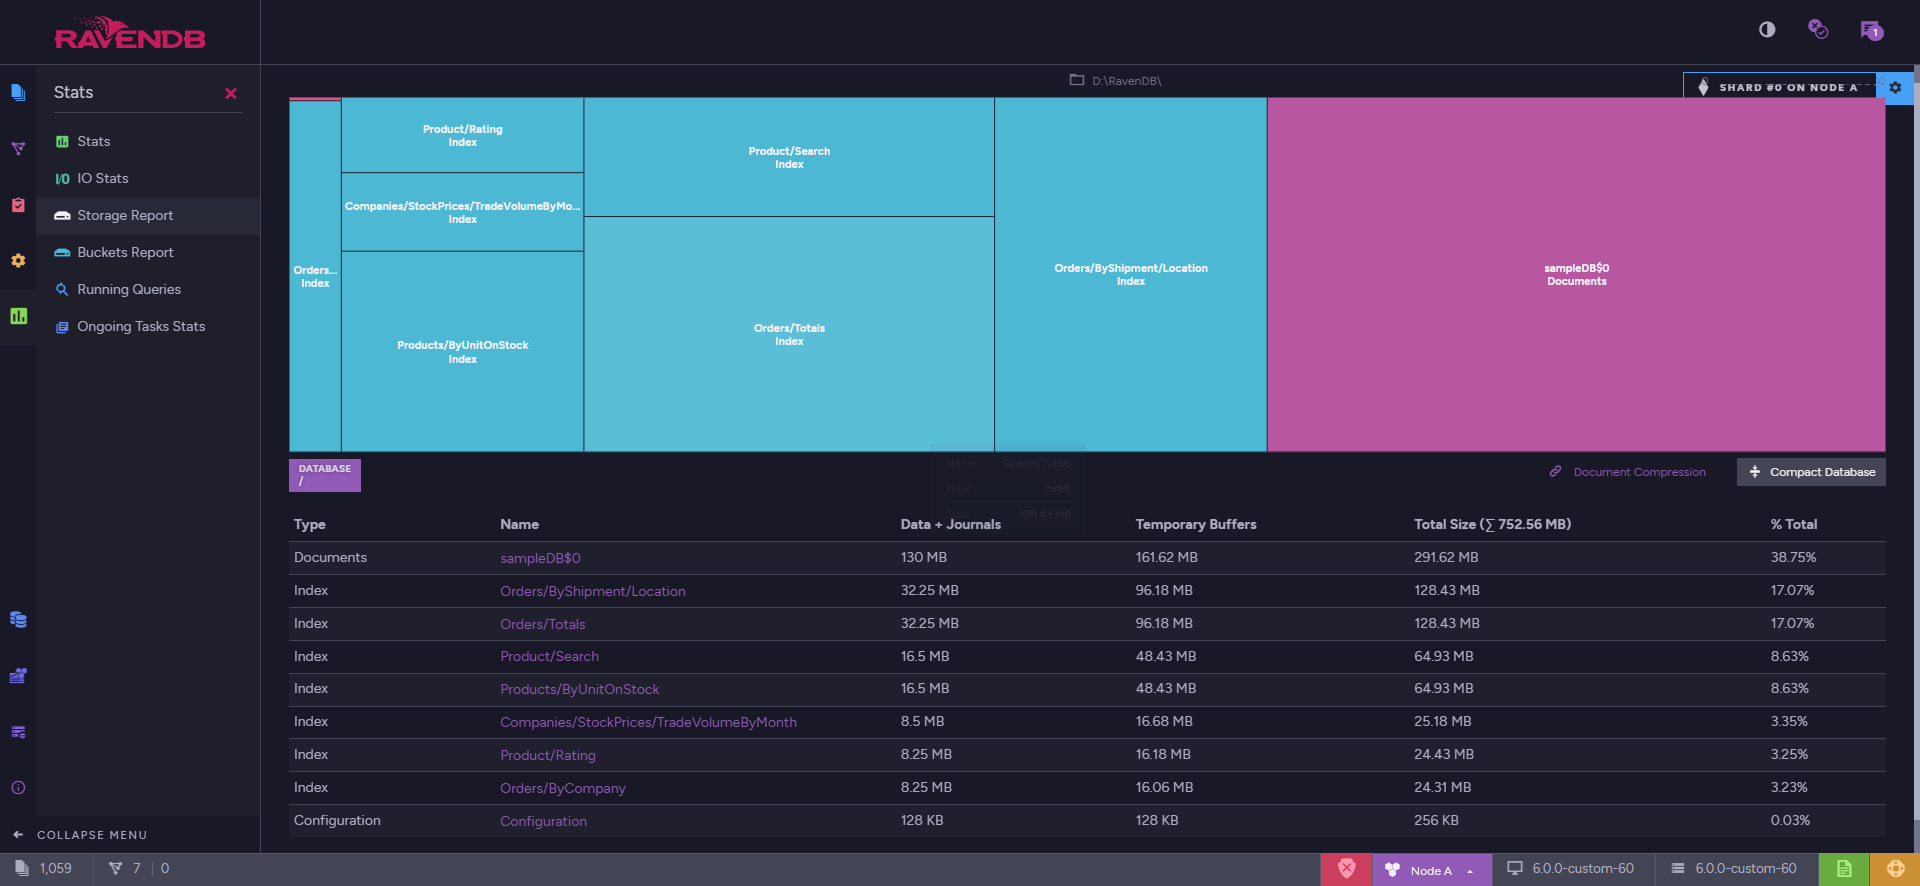 RAVENDB
1
Stats
Stats
I/O IO Stats
Storage Report
Buckets Report
Running Queries
Ongoing Tasks Stats
COLLAPSE MENU
D:\RavenDB\
SHARD #0 ON NODE A
Product/Rating
Index
Companies/StockPrices/TradeVolumeByMo...
Index
Orders...
Index
Products/ByUnitOnStock
Index
Product/Search
Index
Orders/Totals
Index
Orders/ByShipment/Location
Index
sampleDB$0
Documents
Name Orders/Totals
Type Index
Size 128.43 MB
DATABASE
/
Document Compression
Compact Database
Type Name Data + Journals Temporary Buffers Total Size (∑ 752.56 MB) % Total
Documents sampleDB$0 130 MB 161.62 MB 291.62 MB 38.75%
Index Orders/ByShipment/Location 32.25 MB 96.18 MB 128.43 MB 17.07%
Index Orders/Totals 32.25 MB 96.18 MB 128.43 MB 17.07%
Index Product/Search 16.5 MB 48.43 MB 64.93 MB 8.63%
Index Products/ByUnitOnStock 16.5 MB 48.43 MB 64.93 MB 8.63%
Index Companies/StockPrices/TradeVolumeByMonth 8.5 MB 16.68 MB 25.18 MB 3.35%
Index Product/Rating 8.25 MB 16.18 MB 24.43 MB 3.25%
Index Orders/ByCompany 8.25 MB 16.06 MB 24.31 MB 3.23%
Configuration Configuration 128 KB 128 KB 256 KB 0.03%
1,059
7 | 0
Node A
6.0.0-custom-60
6.0.0-custom-60